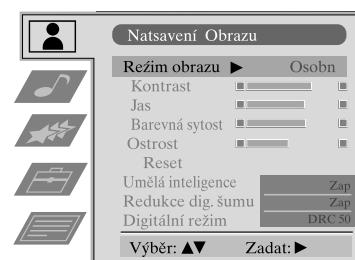 Natsavení Obrazu
Reźim obrazu ▶ Osobn
Kontrast
Jas
Barevná sytost
Ostrost
Reset
Umělá inteligence Zap
Redukce dig. šumu Zap
Digitální režim DRC 50
Výběr: ▲▼ Zadat: ▶